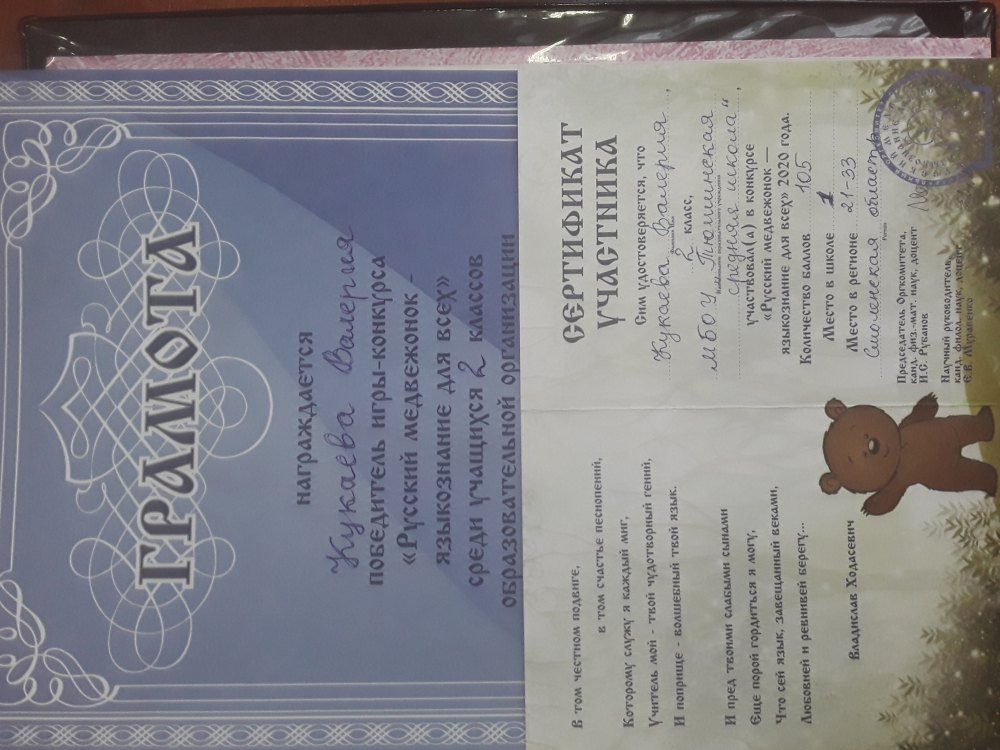 ГРАМОТА
НАГРАЖДАЕТСЯ
Кукаева Валерия
ПОБЕДИТЕЛЬ ИГРЫ-КОНКУРСА
«РУССКИЙ МЕДВЕЖОНОК -
ЯЗЫКОЗНАНИЕ ДЛЯ ВСЕХ»
СРЕДИ УЧАЩИХСЯ 2 КЛАССОВ
ОБРАЗОВАТЕЛЬНОЙ ОРГАНИЗАЦИИ
В том честном подвиге,
в том счастье песнопений,
Которому служу я каждый миг,
Учитель мой - твой чудотворный гений,
И поприще - волшебный твой язык.
И пред твоими слабыми сынами
Еще порой гордиться я могу,
Что сей язык, завещанный веками,
Любовней и ревнивей берегу...
Владислав Ходасевич
СЕРТИФИКАТ
УЧАСТНИКА
Сим удостоверяется, что
Кукаева Валерия,
2 класс,
МБОУ "Тюшинская
средняя школа",
участвовал(а) в конкурсе
«Русский медвежонок —
языкознание для всех» 2020 года.
Количество баллов 105
Место в школе 1
Место в регионе 21-33
Смоленская область
Регион
Председатель Оргкомитета,
канд. физ.-мат. наук, доцент
И.С. Рубанов
Научный руководитель,
канд. филол. наук, доцент
Е.В. Муравенко